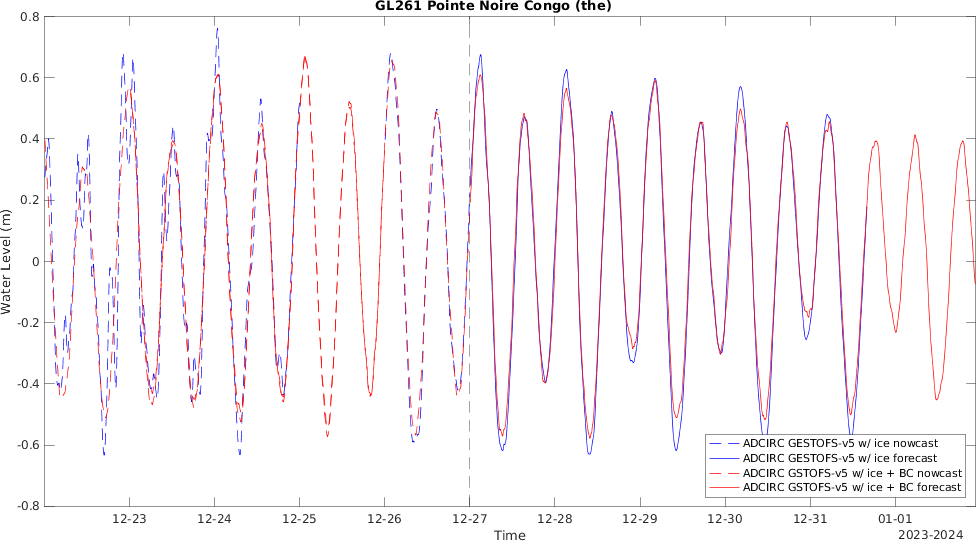 GL261 Pointe Noire Congo (the)
0.8
0.6
0.4
0.2
0
-0.2
-0.4
-0.6
-0.8
Water Level (m)
ADCIRC GESTOFS-v5 w/ ice nowcast
ADCIRC GESTOFS-v5 w/ ice forecast
ADCIRC GSTOFS-v5 w/ ice + BC nowcast
ADCIRC GSTOFS-v5 w/ ice + BC forecast
12-23 12-24 12-25 12-26 12-27 12-28 12-29 12-30 12-31 01-01
Time
2023-2024